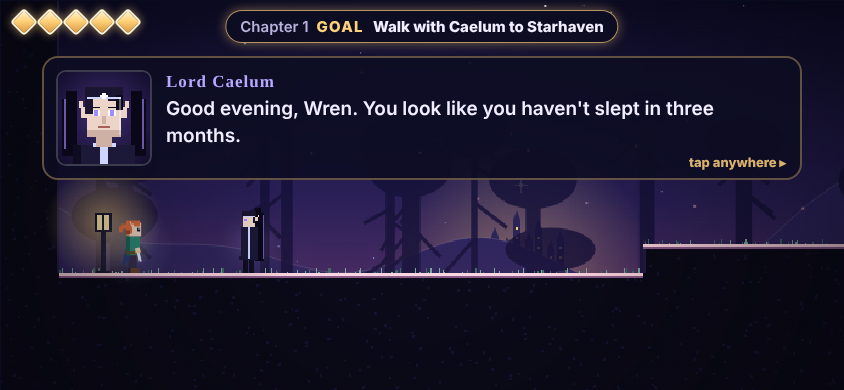 Chapter 1 GOAL Walk with Caelum to Starhaven
Lord Caelum
Good evening, Wren. You look like you haven't slept in three
months.
tap anywhere ▸